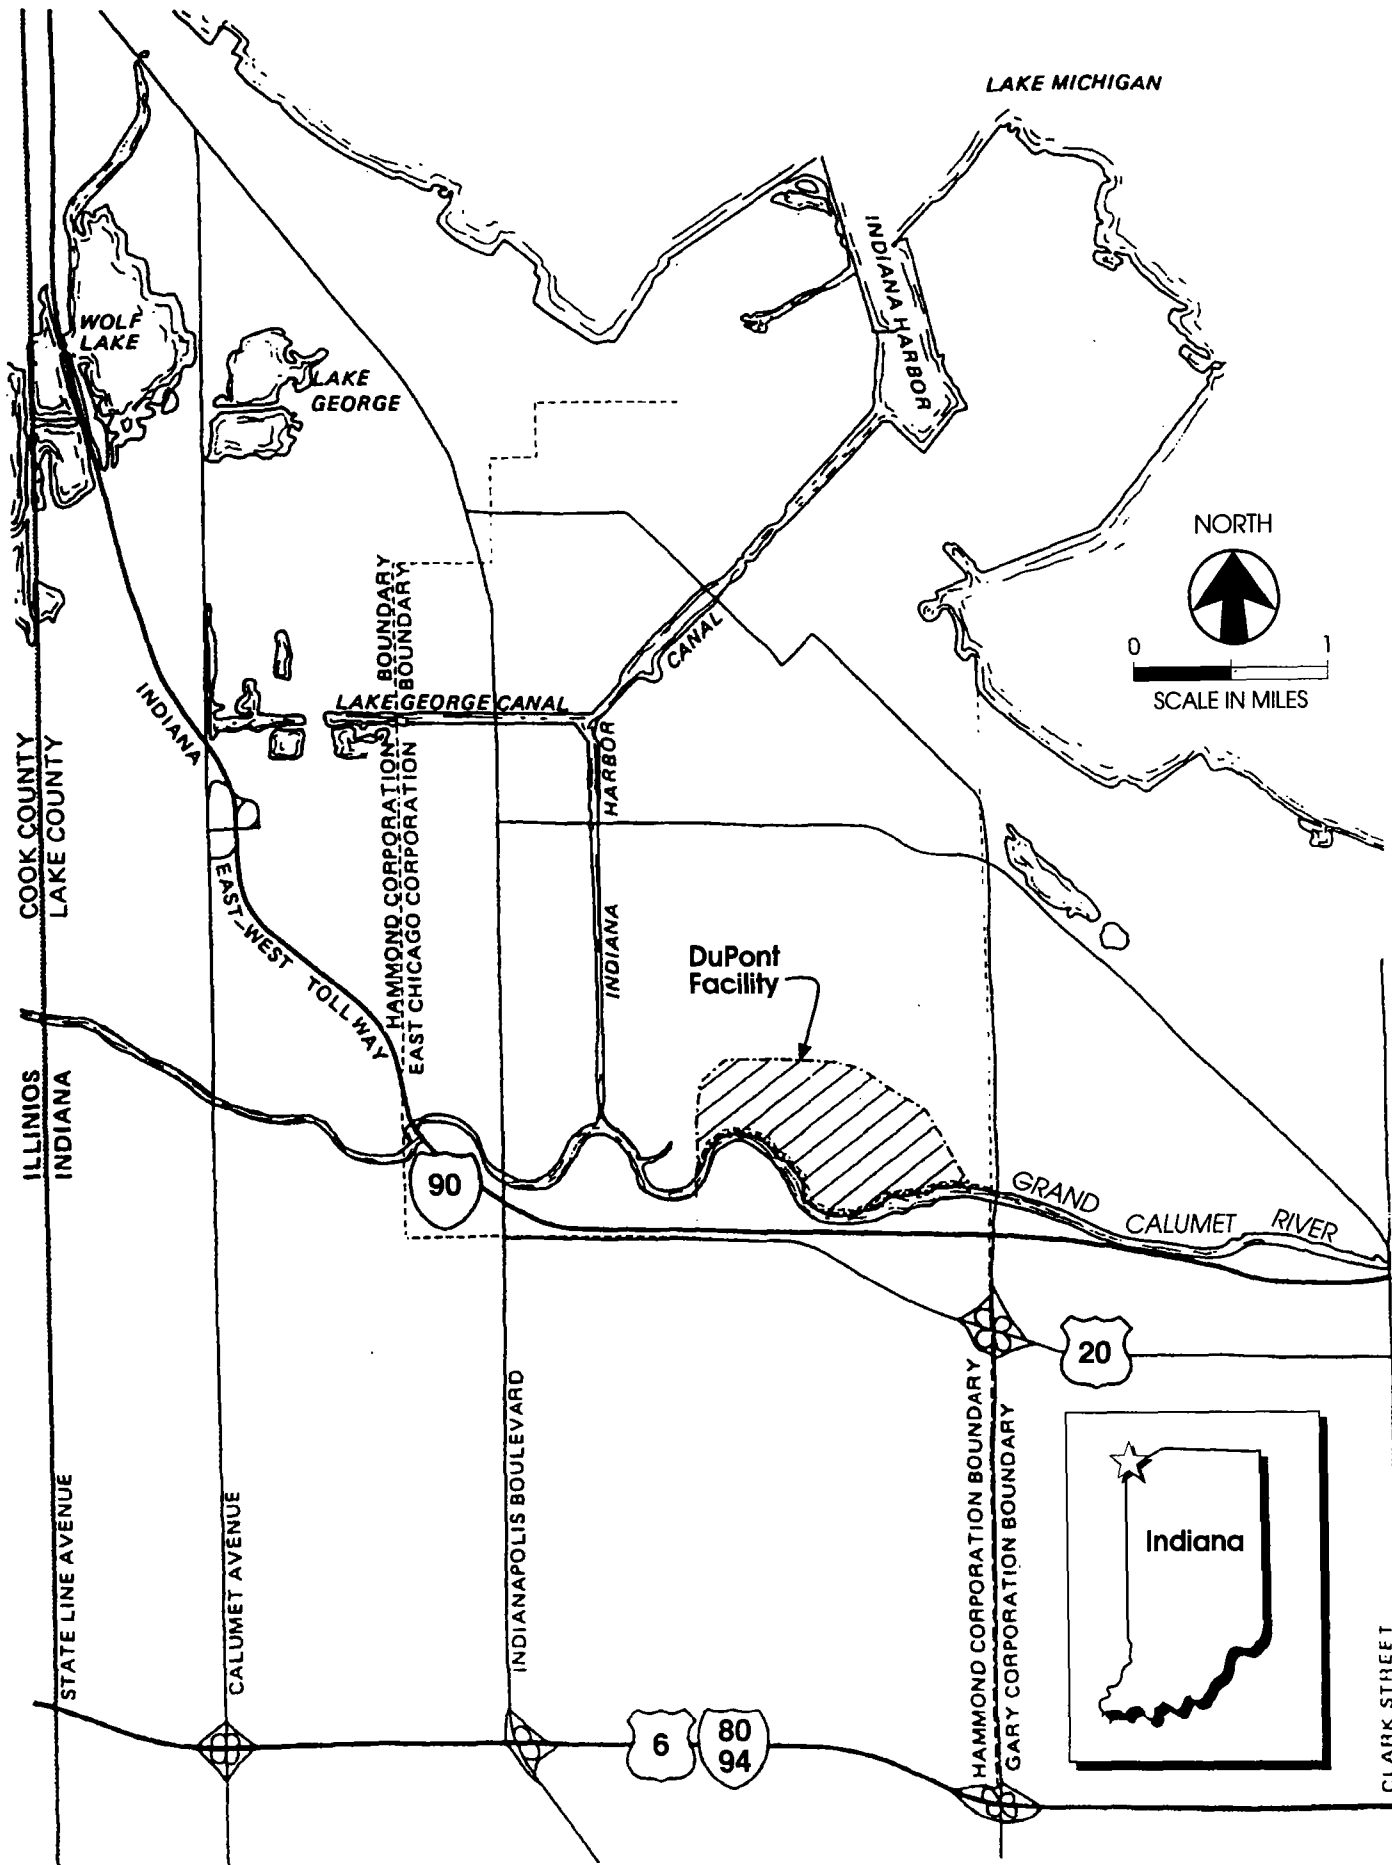 LAKE MICHIGAN
INDIANA HARBOR
WOLF
LAKE
LAKE
GEORGE
NORTH
0 1
SCALE IN MILES
HAMMOND CORPORATION BOUNDARY
EAST CHICAGO CORPORATION BOUNDARY
LAKE GEORGE CANAL
INDIANA HARBOR CANAL
INDIANA EAST-WEST TOLLWAY
COOK COUNTY
LAKE COUNTY
DuPont
Facility
ILLINIOS
INDIANA
90
GRAND CALUMET RIVER
20
STATE LINE AVENUE
CALUMET AVENUE
INDIANAPOLIS BOULEVARD
HAMMOND CORPORATION BOUNDARY
GARY CORPORATION BOUNDARY
Indiana
6
80
94
CLARK STREET